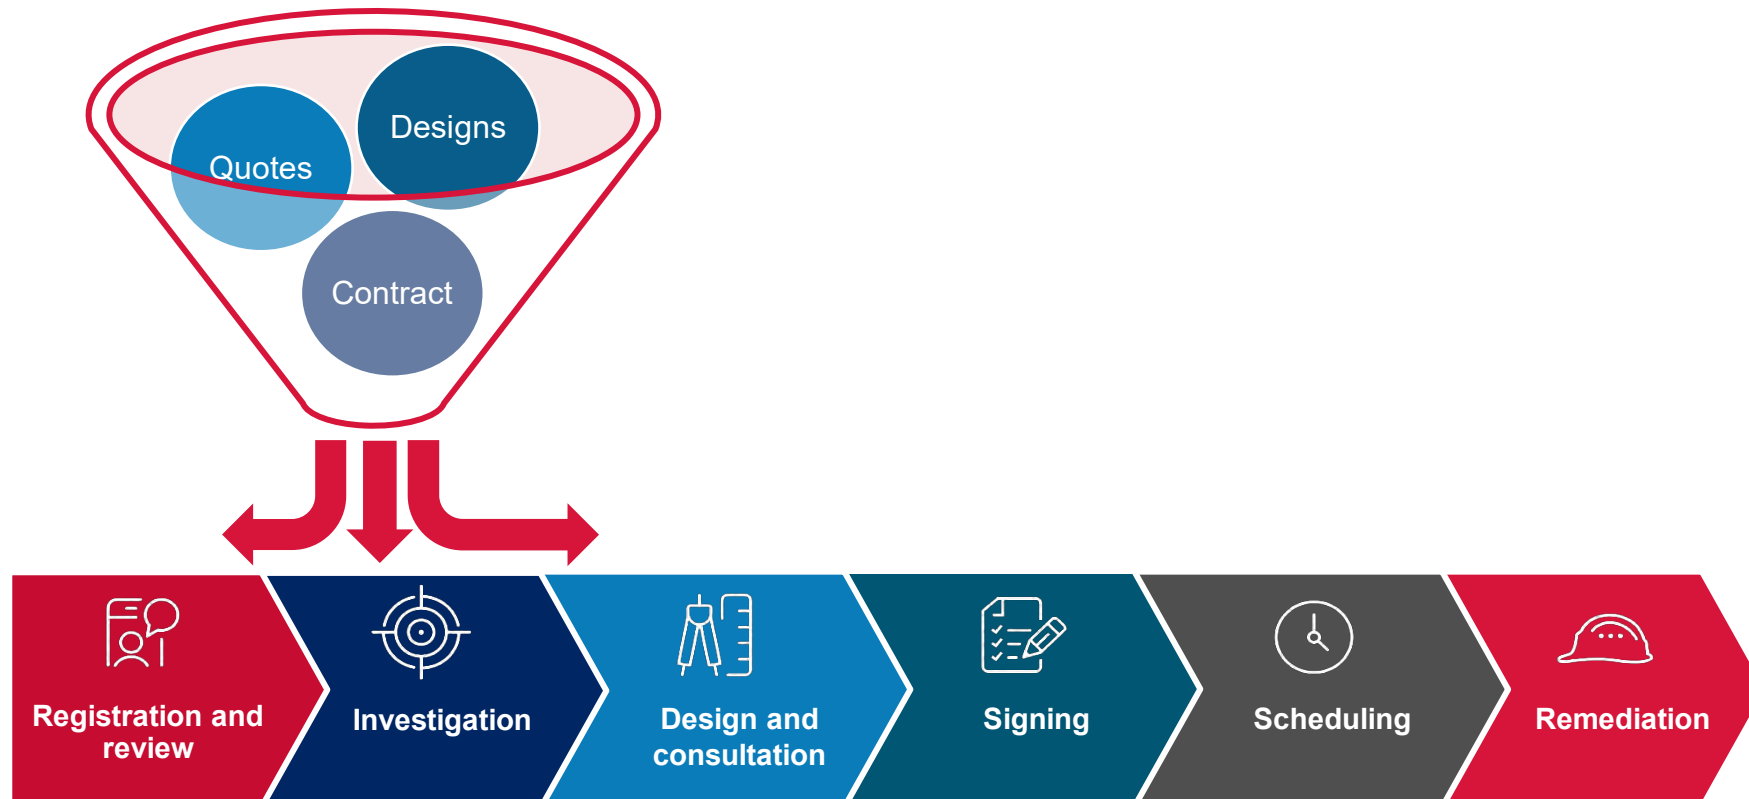 Designs
Quotes
Contract
Registration and
review
Investigation
Design and
consultation
Signing
Scheduling
Remediation